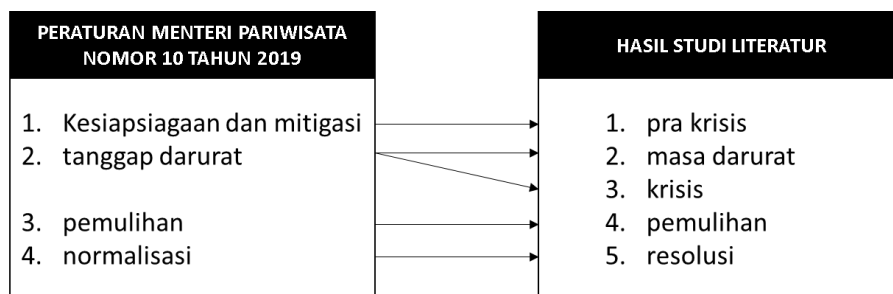 PERATURAN MENTERI PARIWISATA
NOMOR 10 TAHUN 2019
1. Kesiapsiagaan dan mitigasi
2. tanggap darurat
3. pemulihan
4. normalisasi
HASIL STUDI LITERATUR
1. pra krisis
2. masa darurat
3. krisis
4. pemulihan
5. resolusi